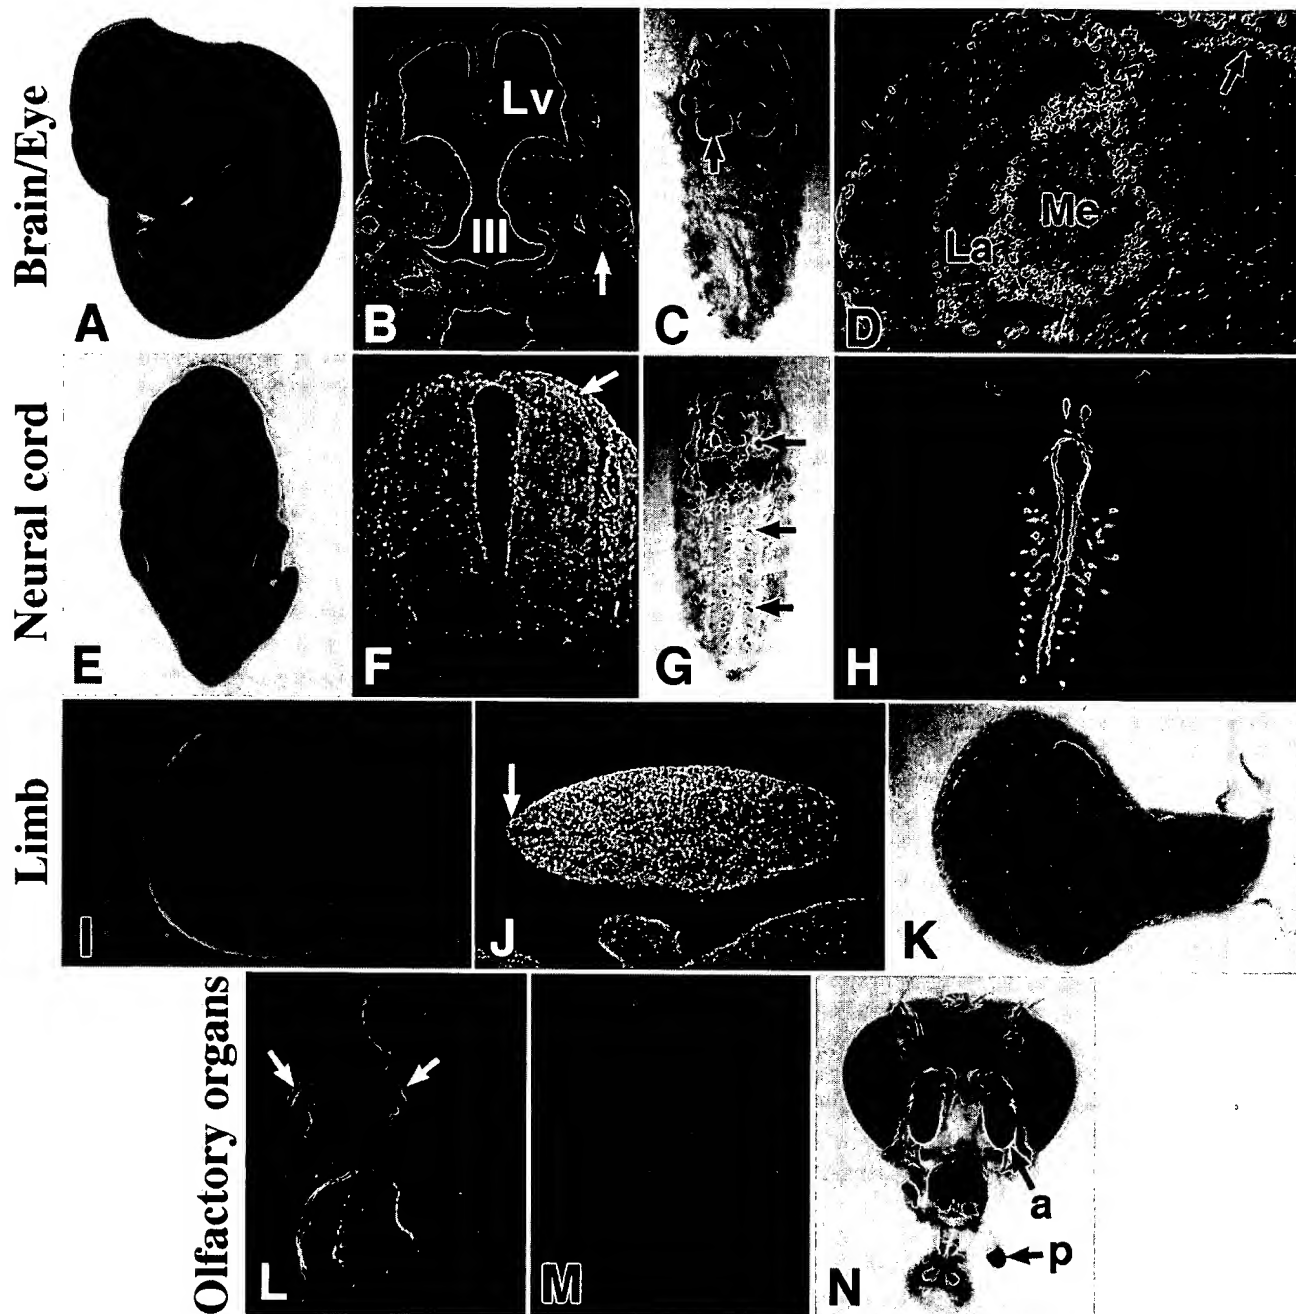 Brain/Eye
A
B
Lv
III
C
D
La
Me
Neural cord
E
F
G
H
Limb
I
J
K
Olfactory organs
L
M
N
a
p